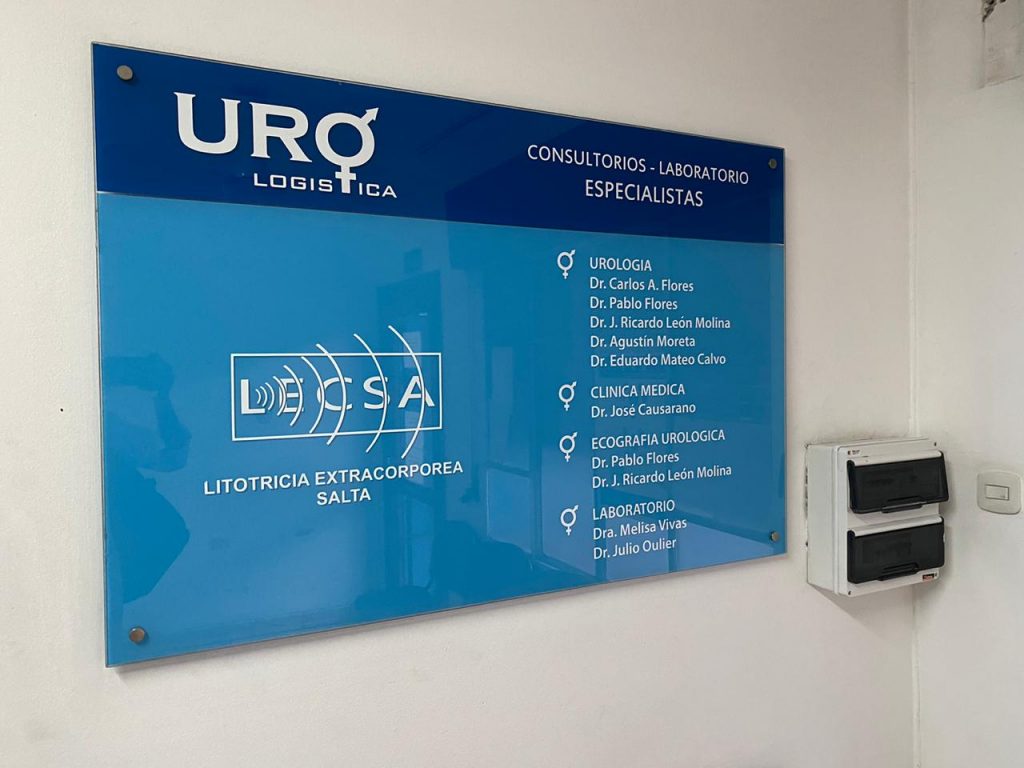 URO
LOGISTICA
CONSULTORIOS - LABORATORIO
ESPECIALISTAS
LECSA
LITOTRICIA EXTRACORPOREA
SALTA
UROLOGIA
Dr. Carlos A. Flores
Dr. Pablo Flores
Dr. J. Ricardo León Molina
Dr. Agustín Moreta
Dr. Eduardo Mateo Calvo
CLINICA MEDICA
Dr. José Causarano
ECOGRAFIA UROLOGICA
Dr. Pablo Flores
Dr. J. Ricardo León Molina
LABORATORIO
Dra. Melisa Vivas
Dr. Julio Oulier